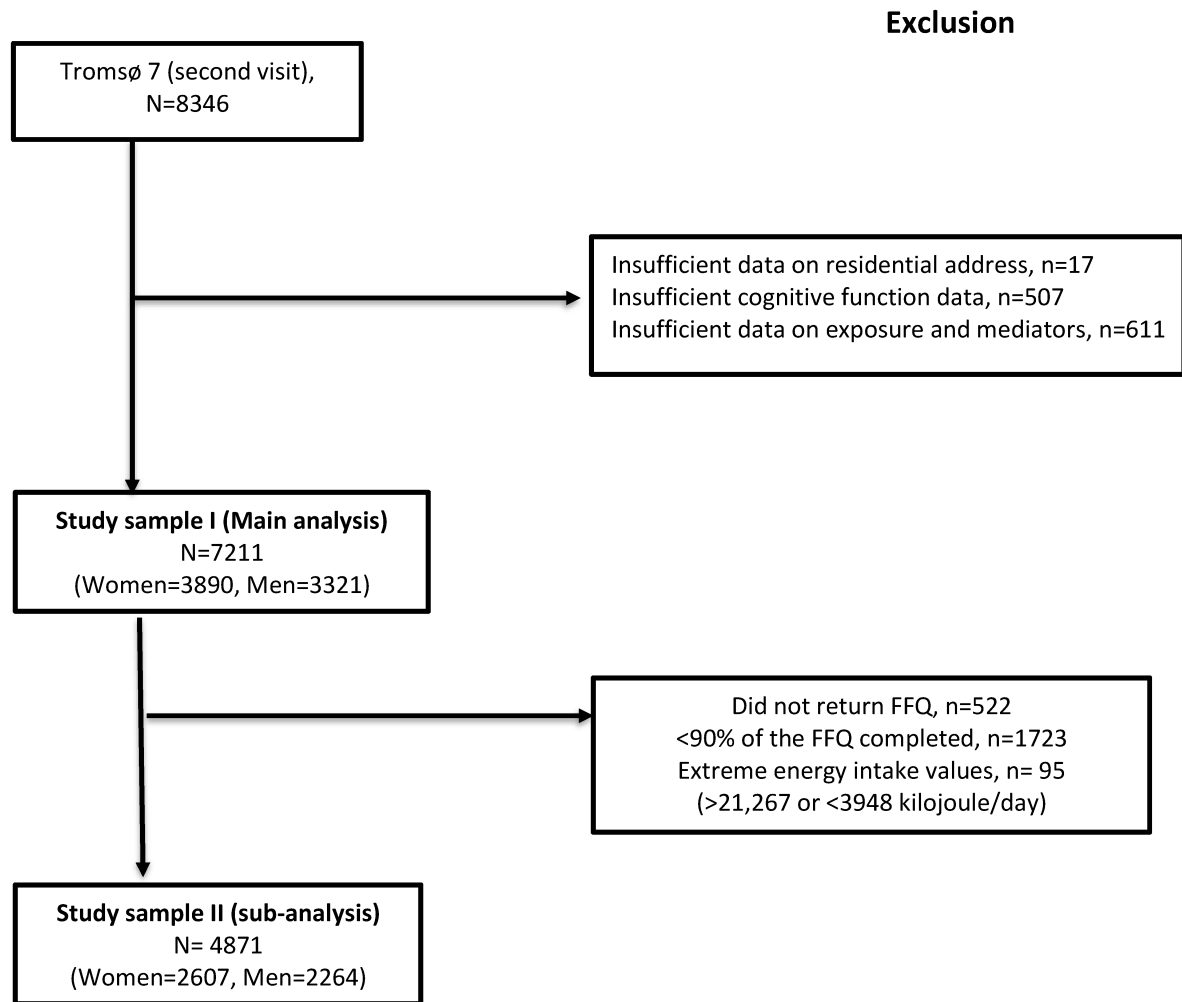 Exclusion
Tromsø 7 (second visit),
N=8346
Insufficient data on residential address, n=17
Insufficient cognitive function data, n=507
Insufficient data on exposure and mediators, n=611
Study sample I (Main analysis)
N=7211
(Women=3890, Men=3321)
Did not return FFQ, n=522
<90% of the FFQ completed, n=1723
Extreme energy intake values, n= 95
(>21,267 or <3948 kilojoule/day)
Study sample II (sub-analysis)
N= 4871
(Women=2607, Men=2264)